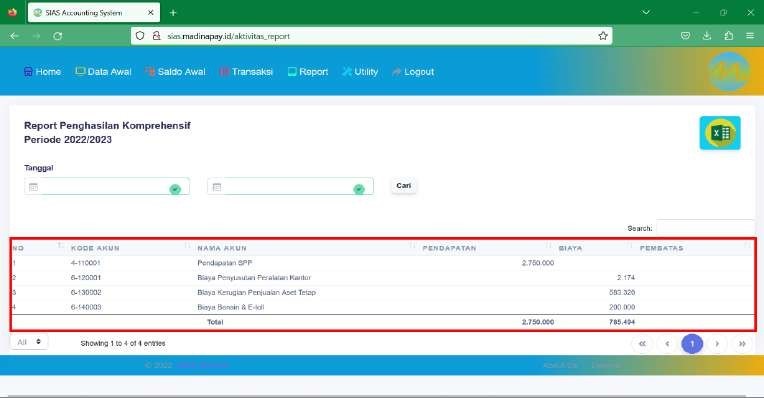 SIAS Accounting System
sias.madinapay.id/aktivitas_report
Home Data Awal Saldo Awal Transaksi Report Utility Logout
Report Penghasilan Komprehensif
Periode 2022/2023
Tanggal
Cari
Search:
NO KODE AKUN NAMA AKUN PENDAPATAN BIAYA PEMBATAS
1 4-110001 Pendapatan SPP 2.750.000
2 6-120001 Biaya Penyusutan Peralatan Kantor 2.174
3 6-130002 Biaya Kerugian Penjualan Aset Tetap 583.320
4 6-140003 Biaya Bensin & E-toll 200.000
Total 2.750.000 785.494
All Showing 1 to 4 of 4 entries « ‹ 1 › »
© 2022